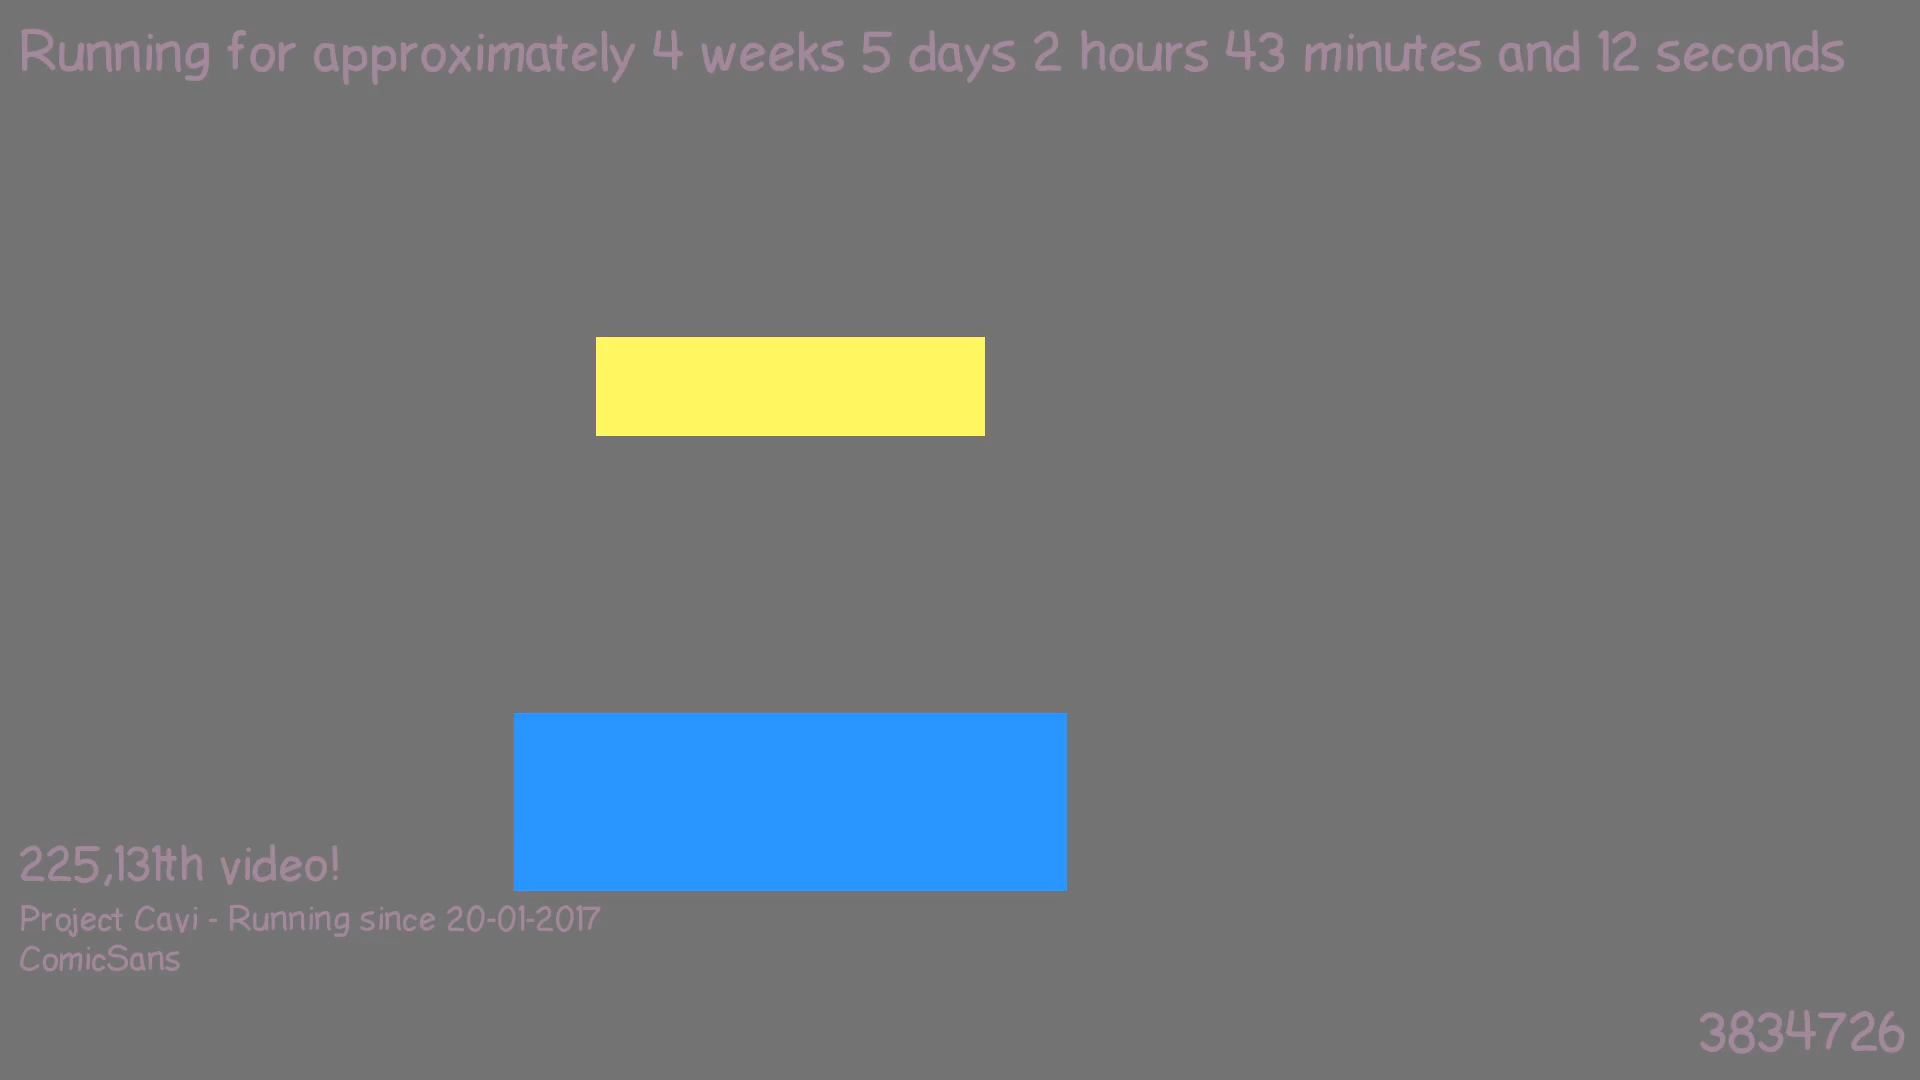 Running for approximately 4 weeks 5 days 2 hours 43 minutes and 12 seconds
225,131th video!
Project Cavi - Running since 20-01-2017
ComicSans
3834726